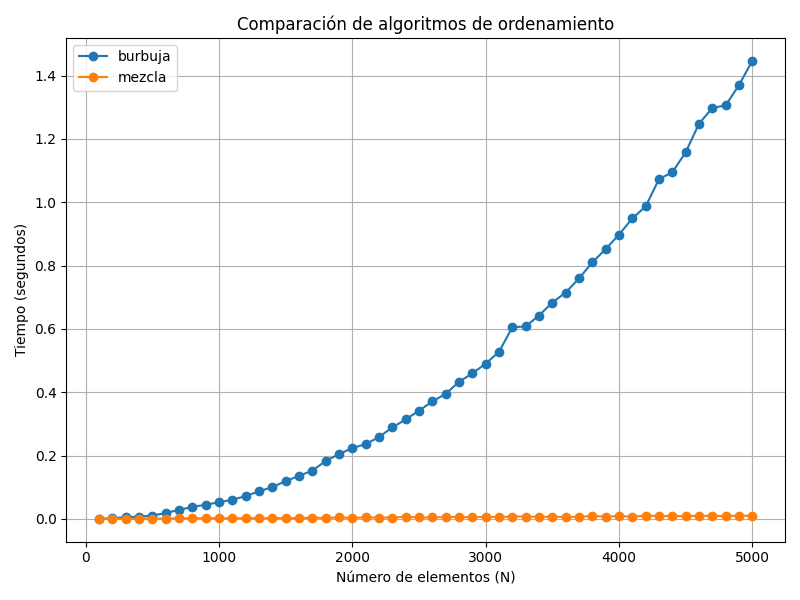 Comparación de algoritmos de ordenamiento
burbuja
mezcla
Tiempo (segundos)
1.4
1.2
1.0
0.8
0.6
0.4
0.2
0.0
0 1000 2000 3000 4000 5000
Número de elementos (N)